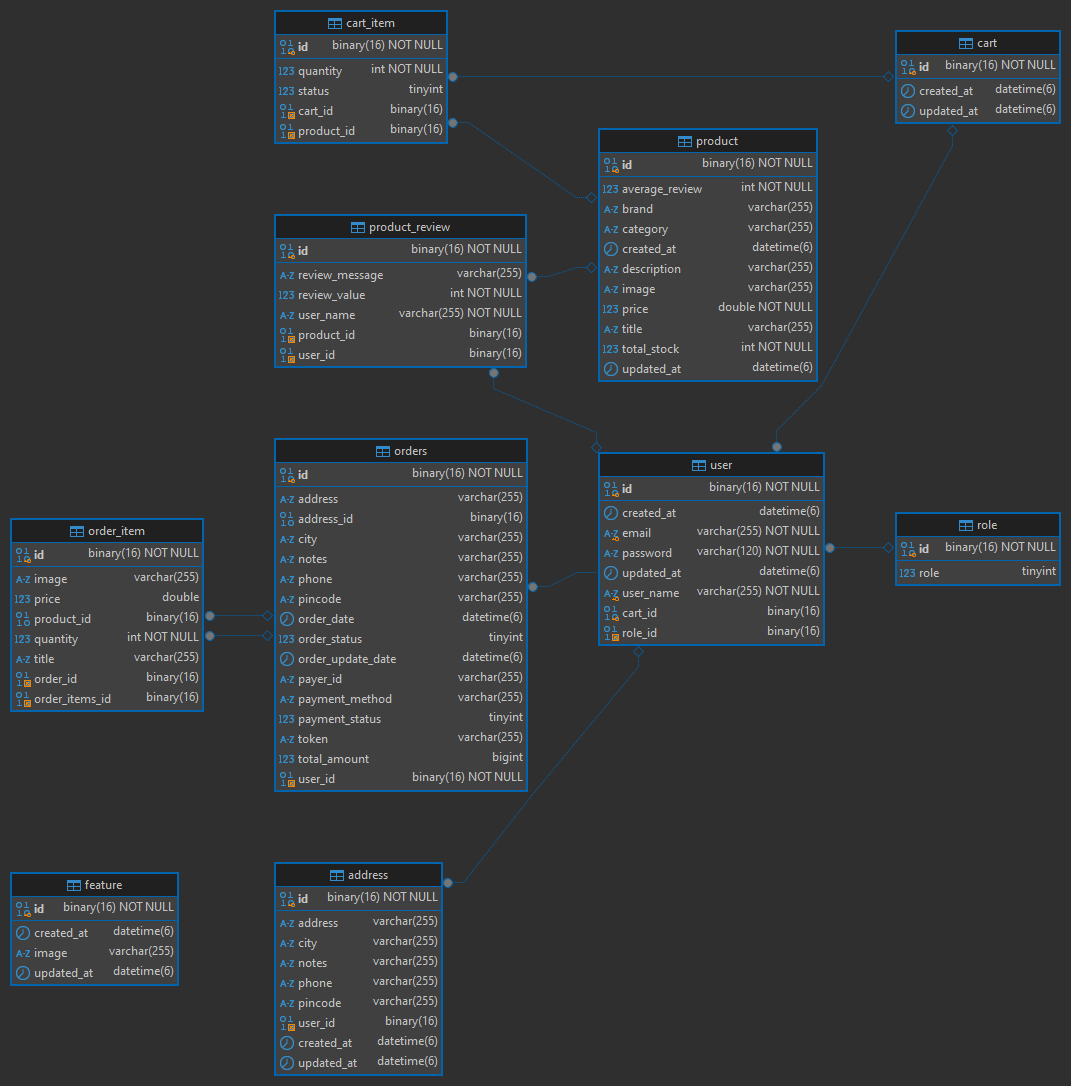 cart_item
id binary(16) NOT NULL
123 quantity int NOT NULL
123 status tinyint
cart_id binary(16)
product_id binary(16)
cart
id binary(16) NOT NULL
created_at datetime(6)
updated_at datetime(6)
product
id binary(16) NOT NULL
123 average_review int NOT NULL
A-Z brand varchar(255)
A-Z category varchar(255)
created_at datetime(6)
A-Z description varchar(255)
A-Z image varchar(255)
123 price double NOT NULL
A-Z title varchar(255)
123 total_stock int NOT NULL
updated_at datetime(6)
product_review
id binary(16) NOT NULL
A-Z review_message varchar(255)
123 review_value int NOT NULL
A-Z user_name varchar(255) NOT NULL
product_id binary(16)
user_id binary(16)
orders
id binary(16) NOT NULL
A-Z address varchar(255)
address_id binary(16)
A-Z city varchar(255)
A-Z notes varchar(255)
A-Z phone varchar(255)
A-Z pincode varchar(255)
order_date datetime(6)
123 order_status tinyint
order_update_date datetime(6)
A-Z payer_id varchar(255)
A-Z payment_method varchar(255)
123 payment_status tinyint
A-Z token varchar(255)
123 total_amount bigint
user_id binary(16) NOT NULL
user
id binary(16) NOT NULL
created_at datetime(6)
A-Z email varchar(255) NOT NULL
A-Z password varchar(120) NOT NULL
updated_at datetime(6)
A-Z user_name varchar(255) NOT NULL
cart_id binary(16)
role_id binary(16)
role
id binary(16) NOT NULL
123 role tinyint
order_item
id binary(16) NOT NULL
A-Z image varchar(255)
123 price double
product_id binary(16)
123 quantity int NOT NULL
A-Z title varchar(255)
order_id binary(16)
order_items_id binary(16)
feature
id binary(16) NOT NULL
created_at datetime(6)
A-Z image varchar(255)
updated_at datetime(6)
address
id binary(16) NOT NULL
A-Z address varchar(255)
A-Z city varchar(255)
A-Z notes varchar(255)
A-Z phone varchar(255)
A-Z pincode varchar(255)
user_id binary(16)
created_at datetime(6)
updated_at datetime(6)